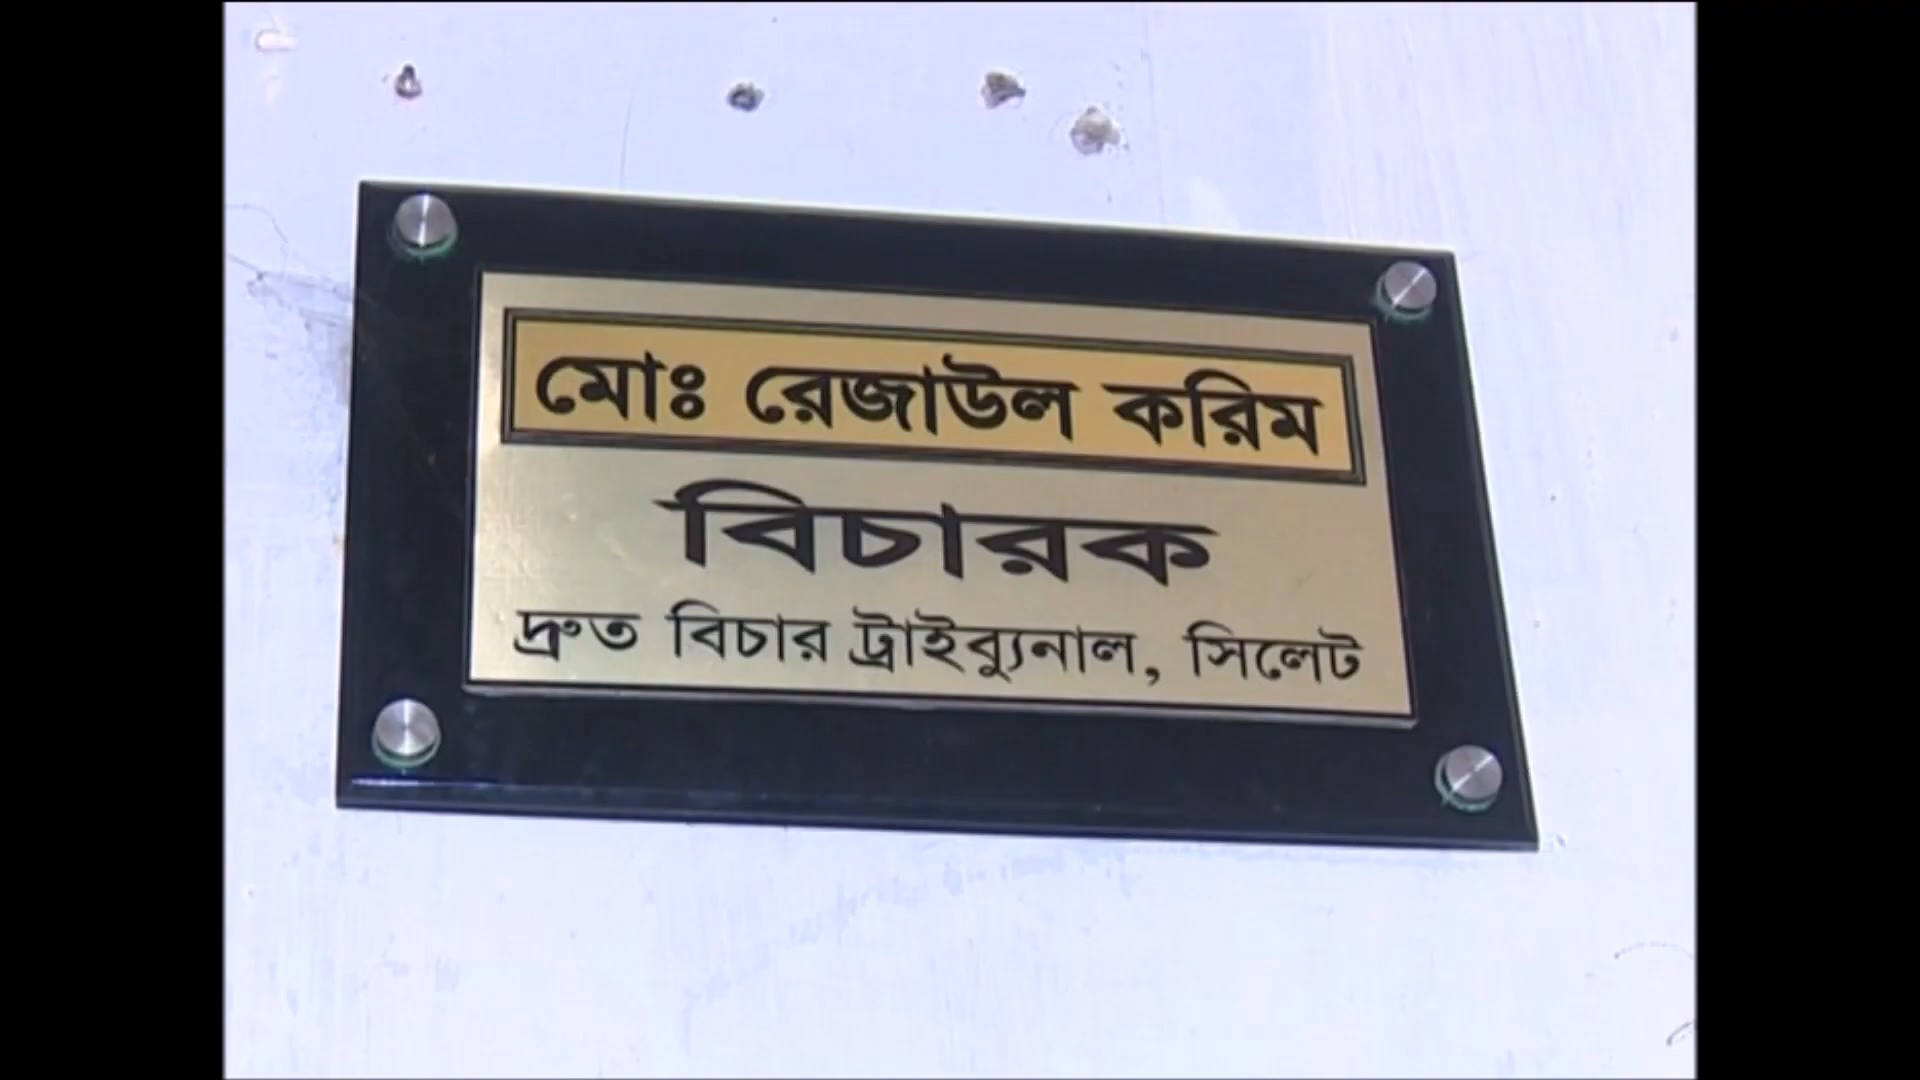 মোঃ রেজাউল করিম
বিচারক
দ্রুত বিচার ট্রাইব্যুনাল, সিলেট